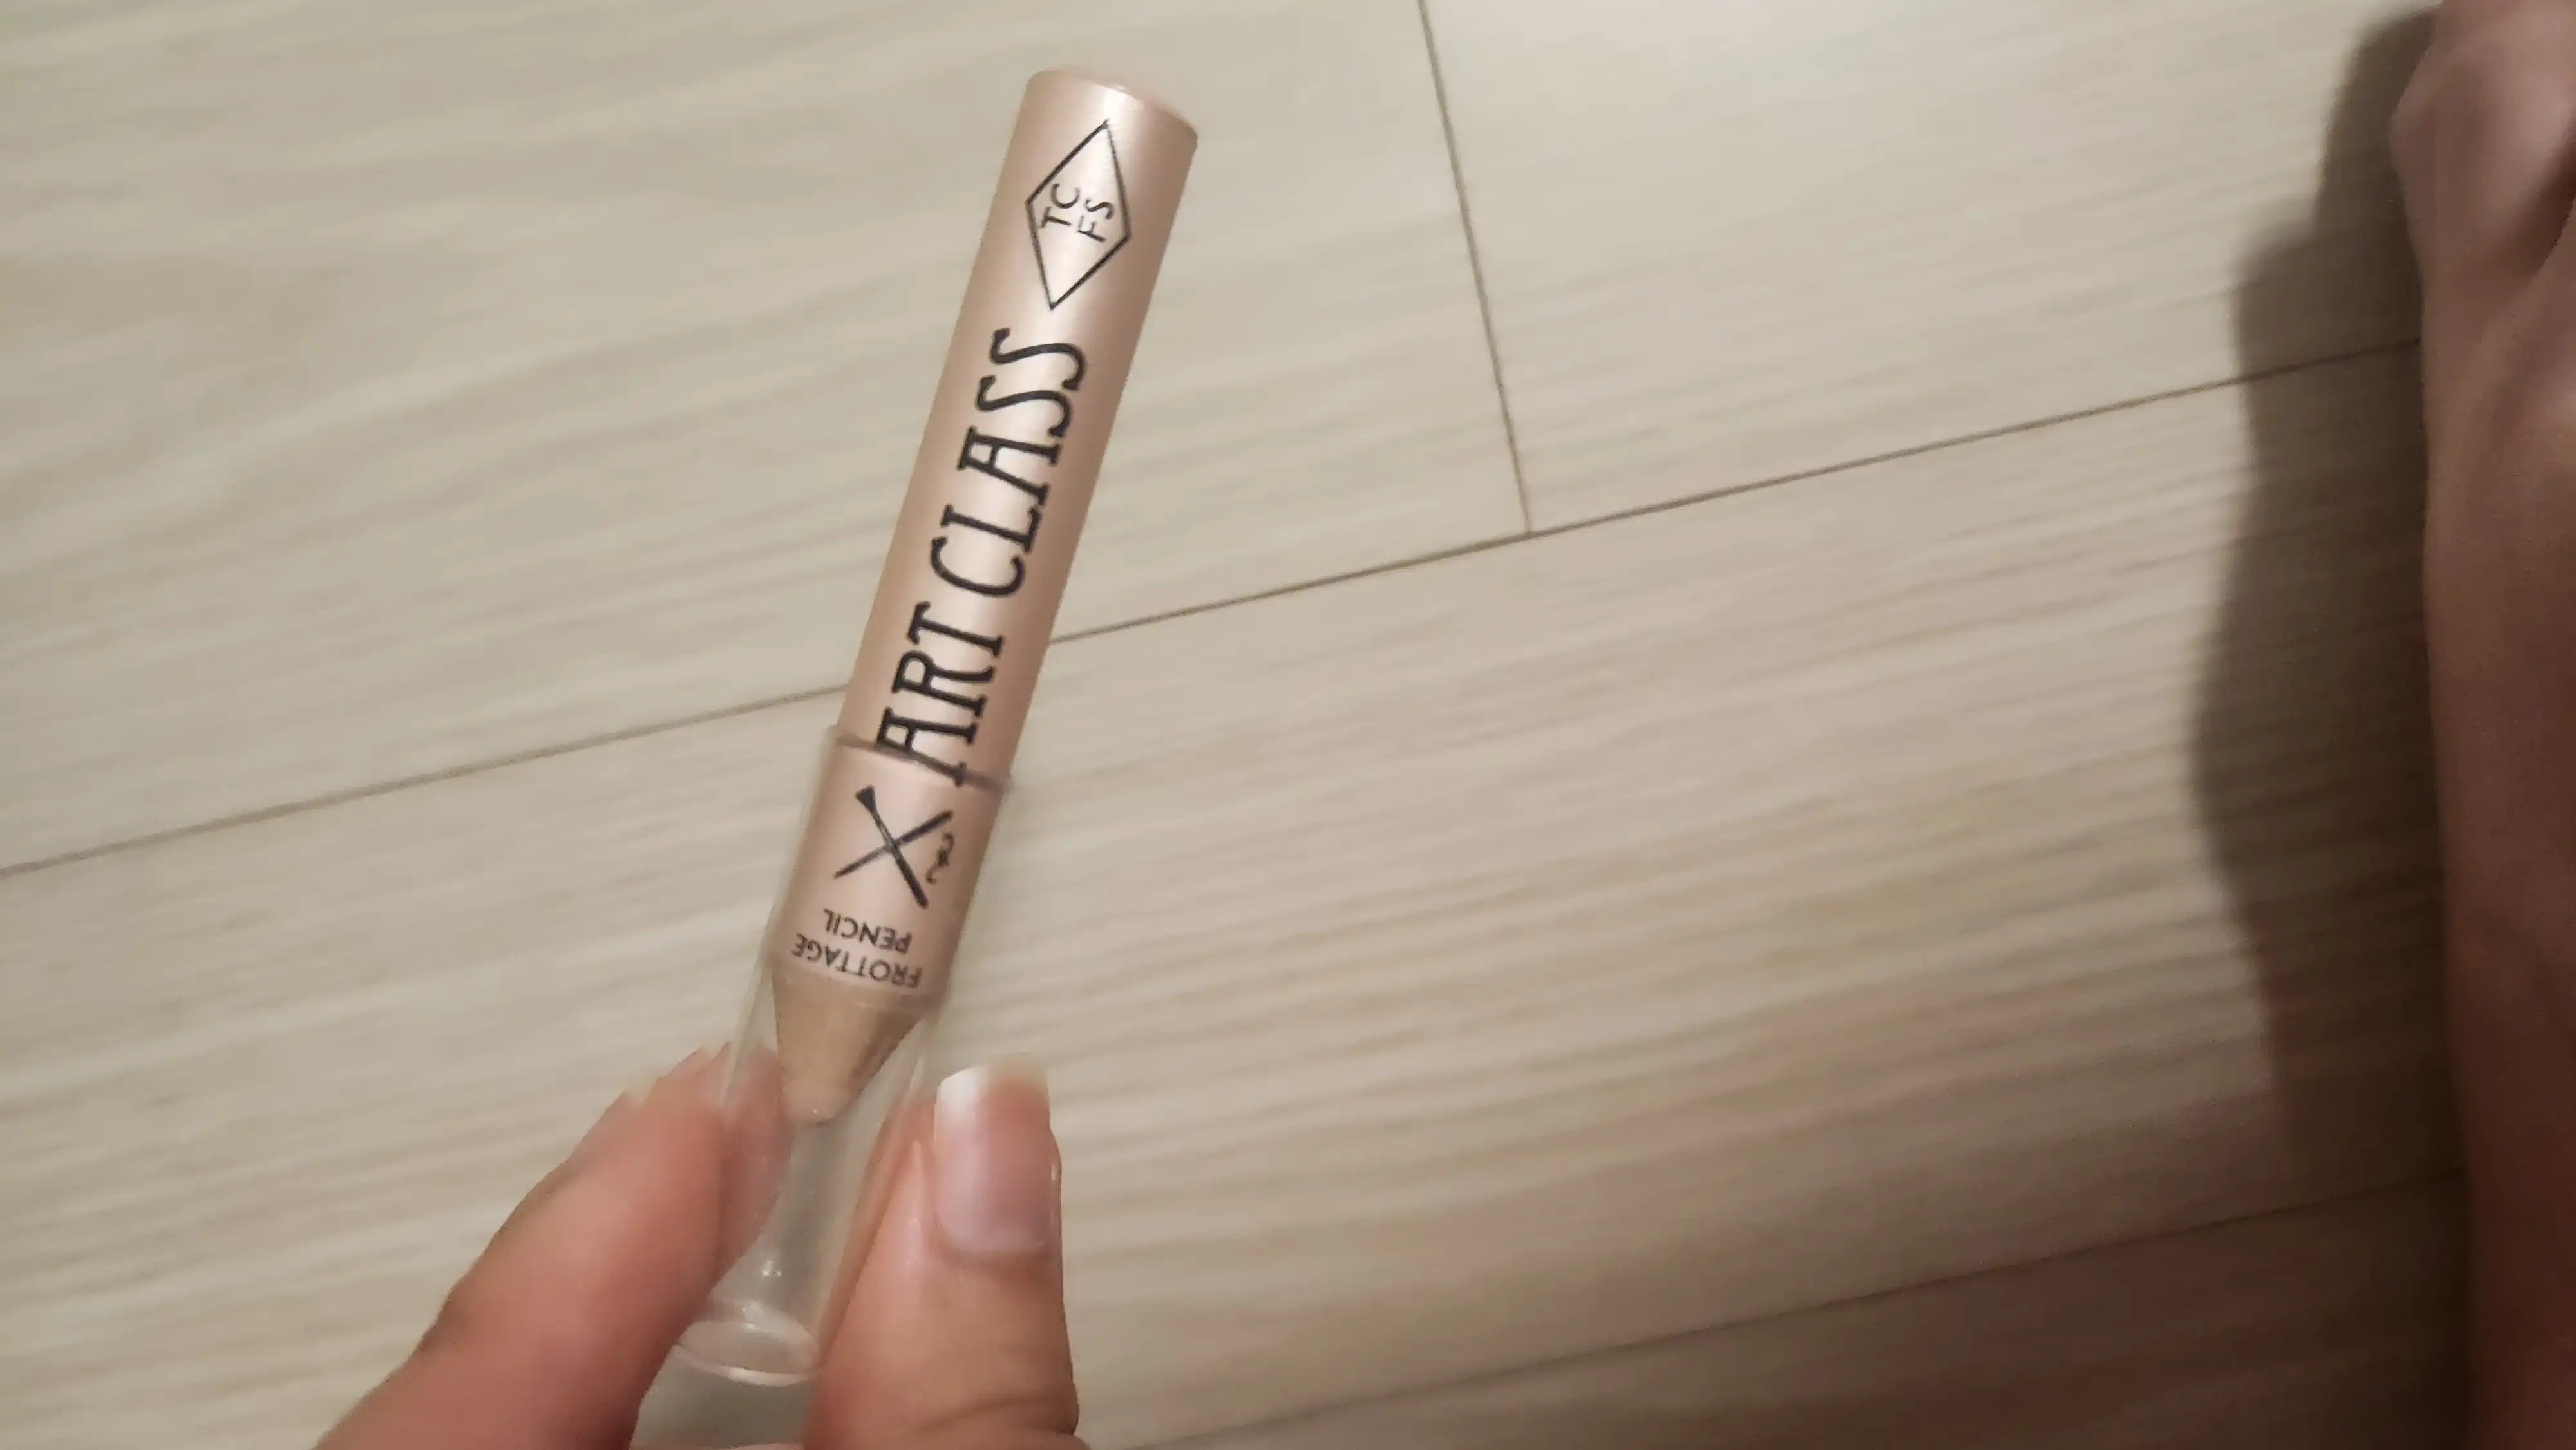 TC
FS
ART CLASS
FROTTAGE
PENCIL